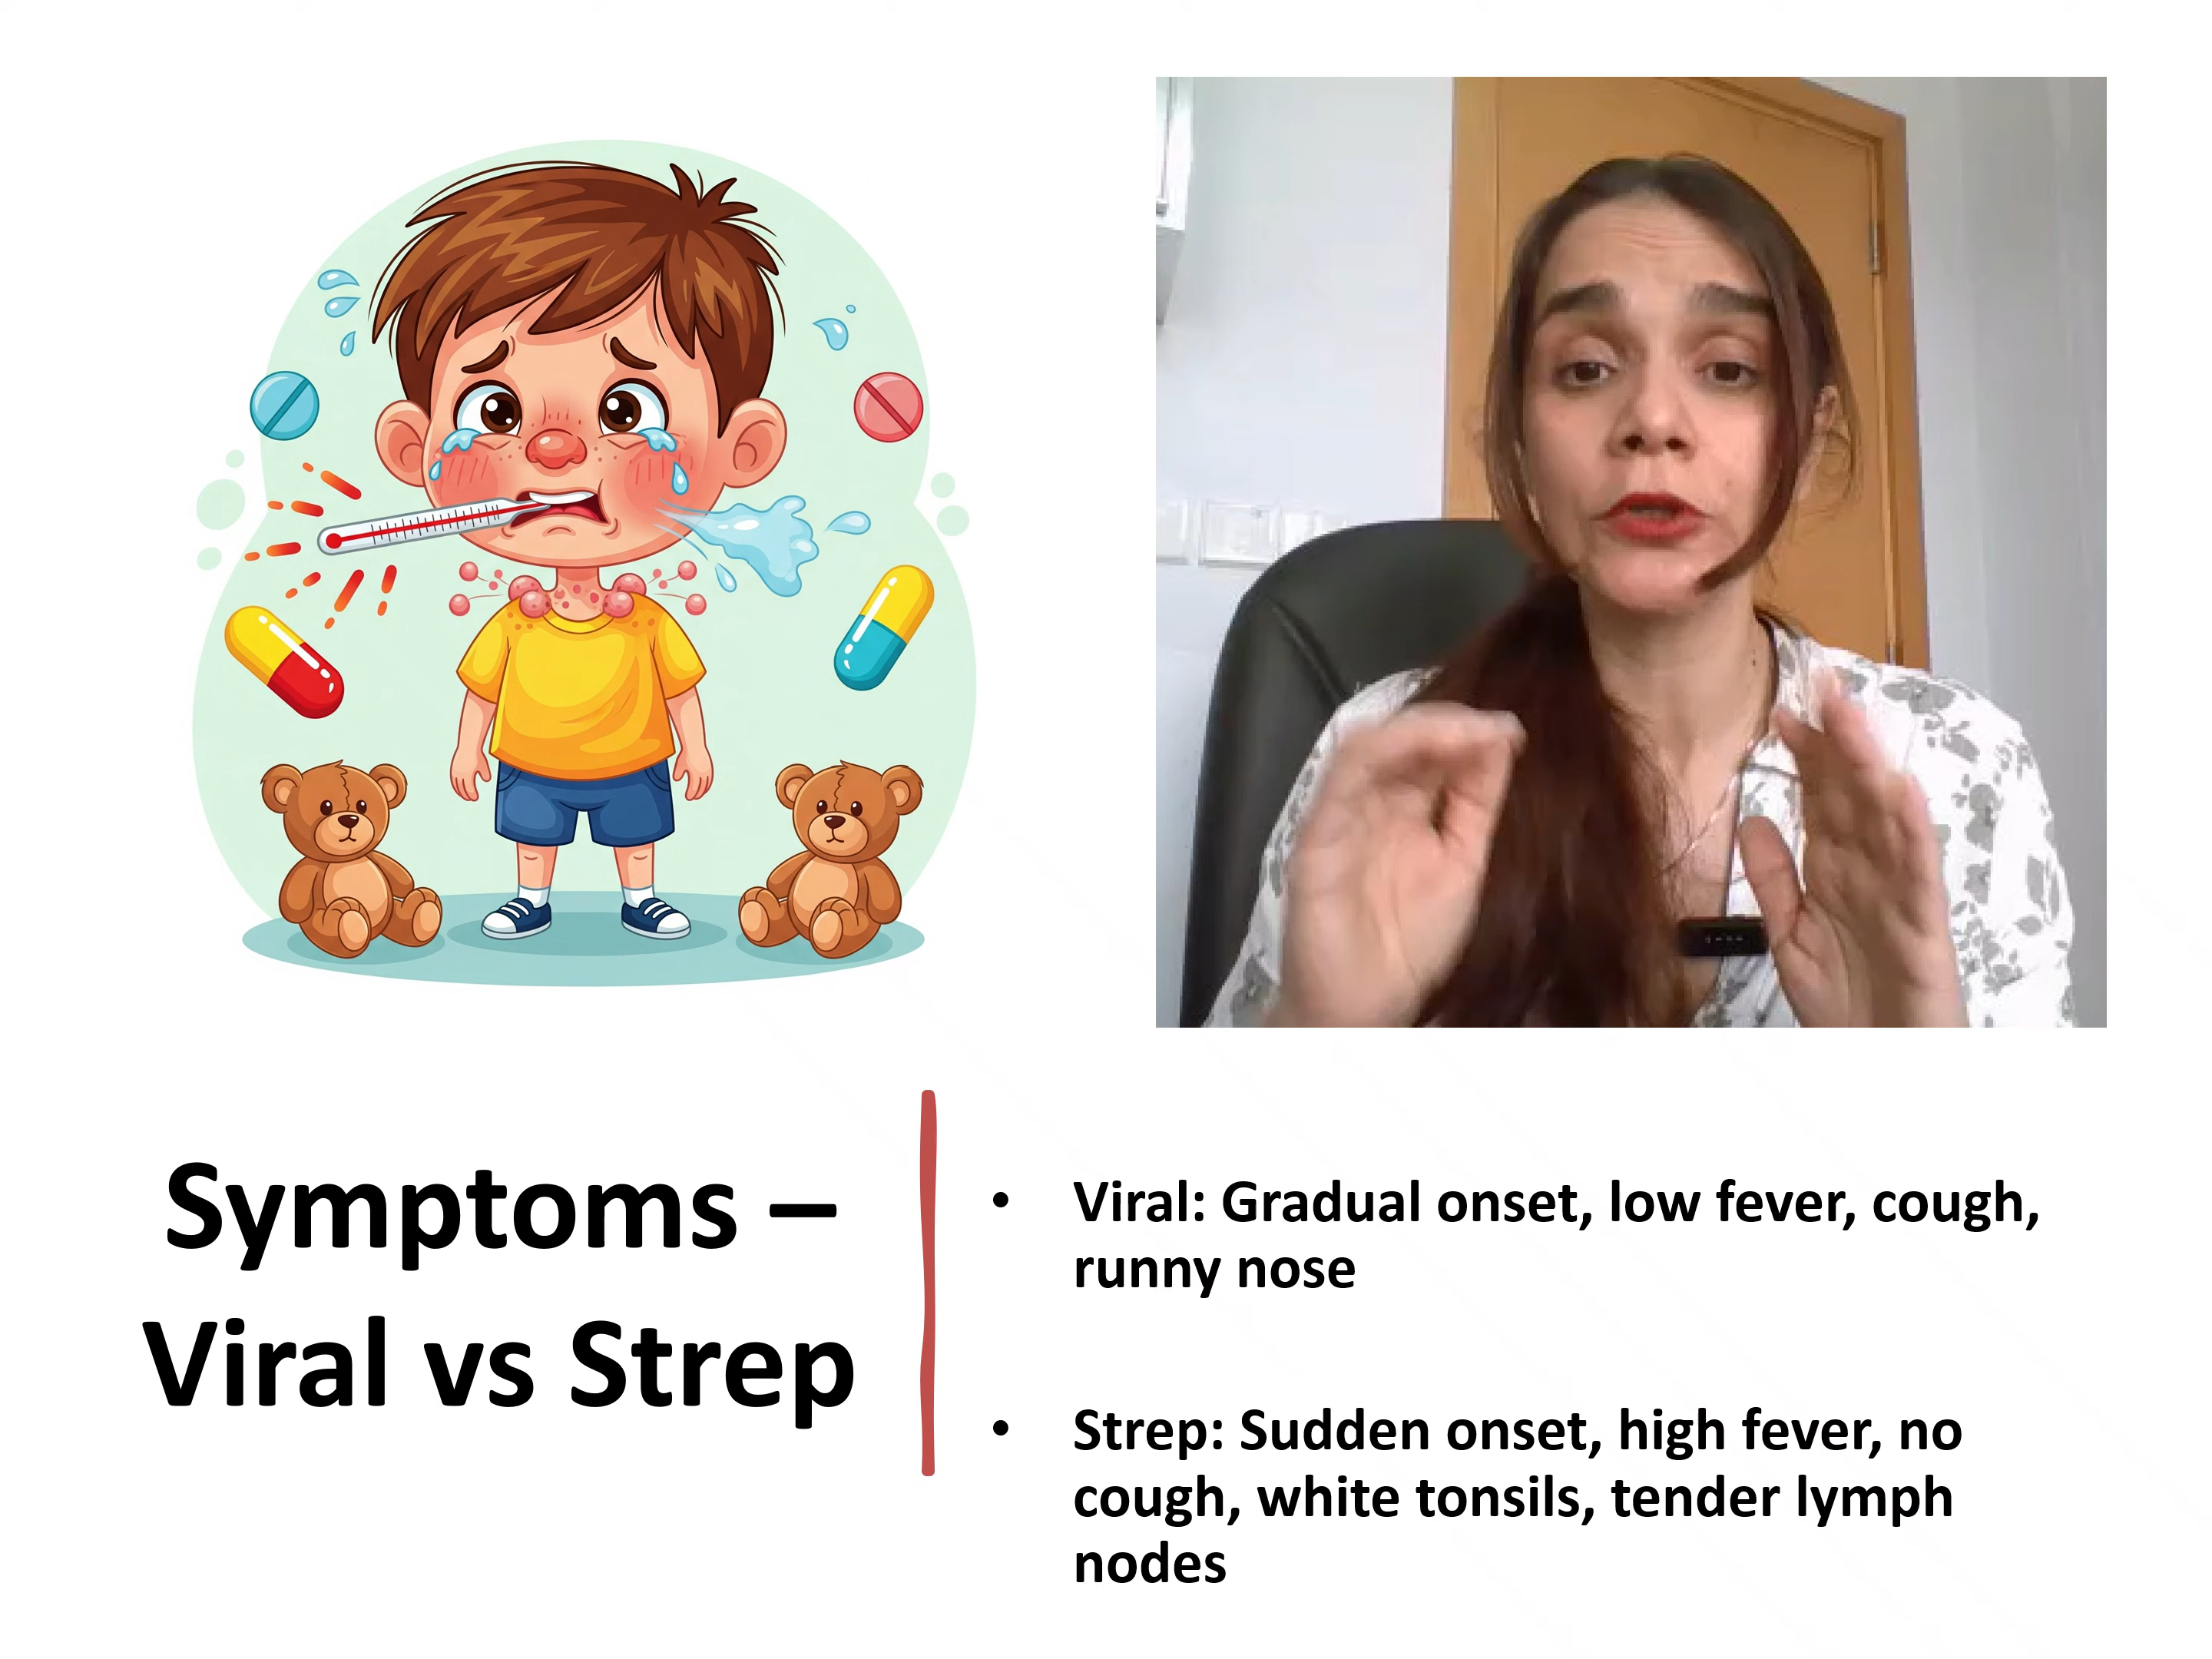 Symptoms –
Viral vs Strep
• Viral: Gradual onset, low fever, cough,
runny nose
• Strep: Sudden onset, high fever, no
cough, white tonsils, tender lymph
nodes